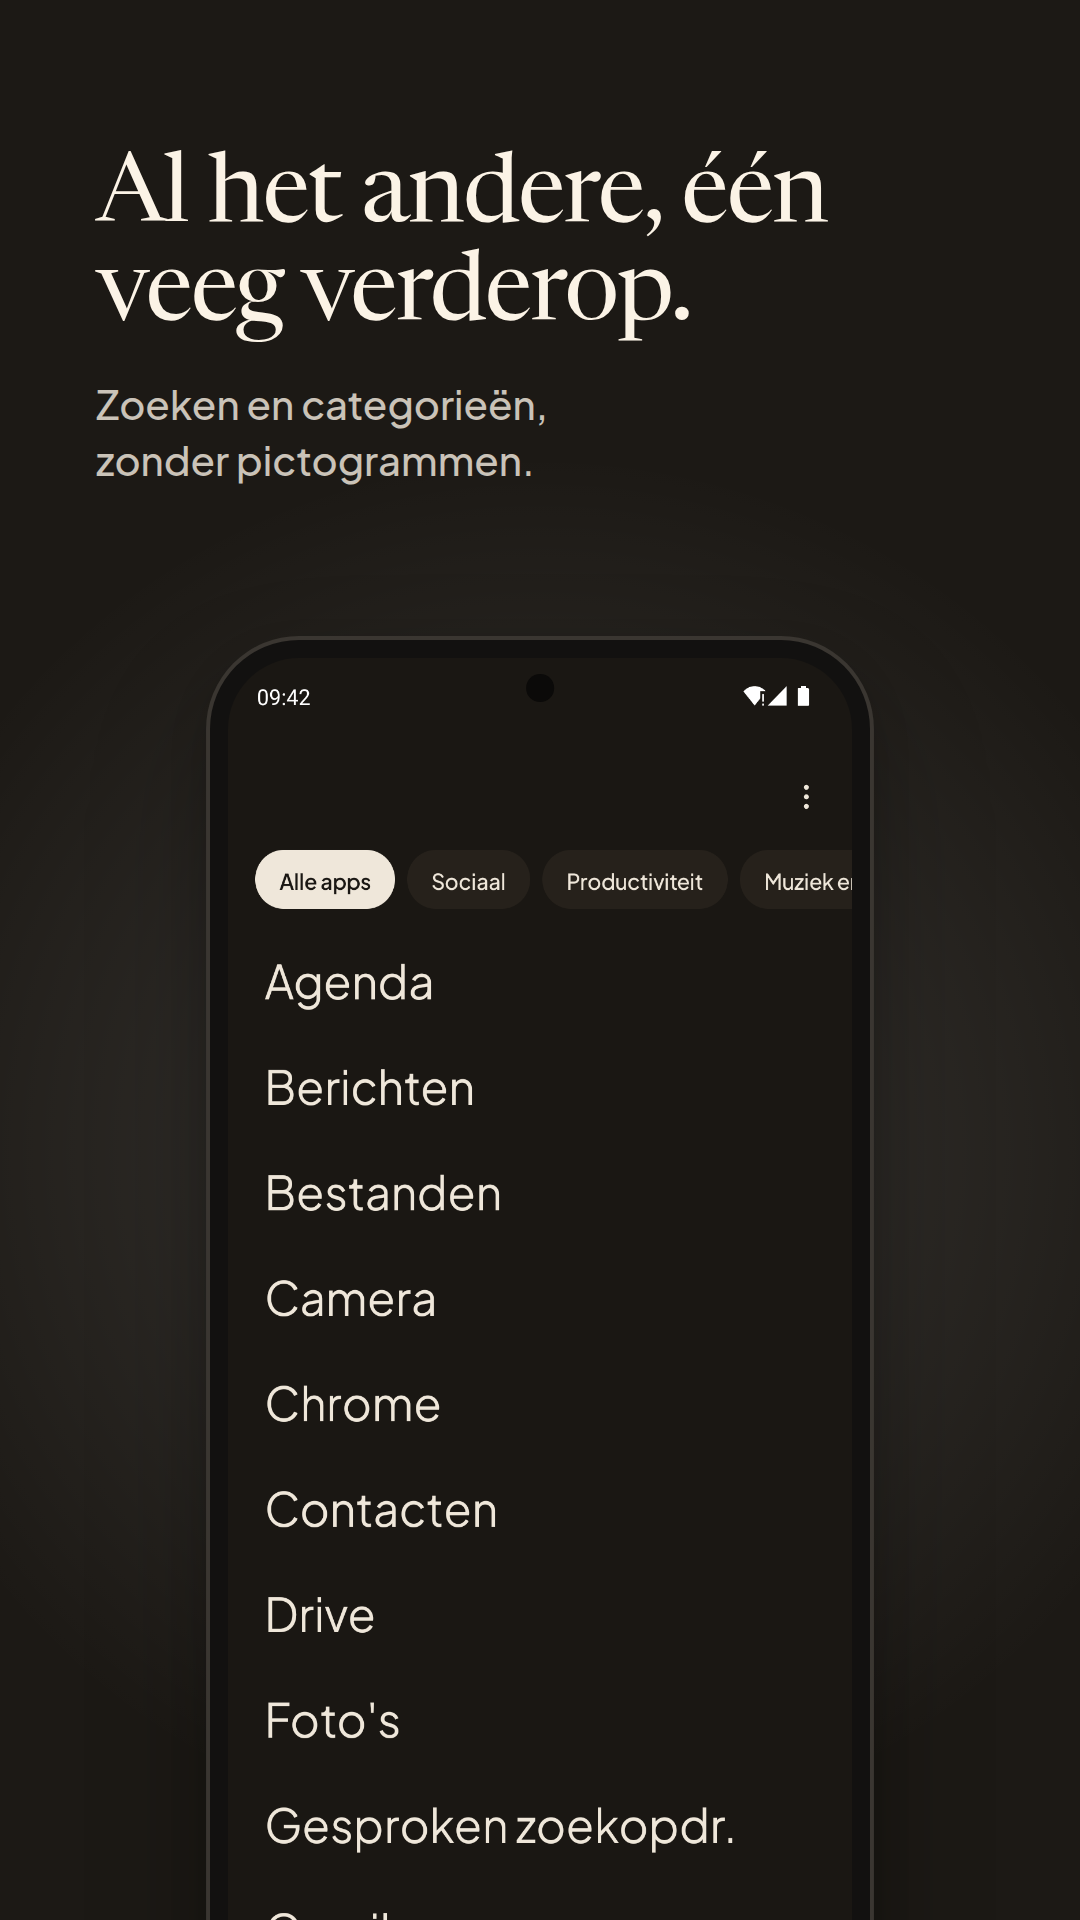 Al het andere, één
veeg verderop.
Zoeken en categorieën,
zonder pictogrammen.
09:42
Alle apps
Sociaal
Productiviteit
Muziek
Agenda
Berichten
Bestanden
Camera
Chrome
Contacten
Drive
Foto's
Gesproken zoekopdr.